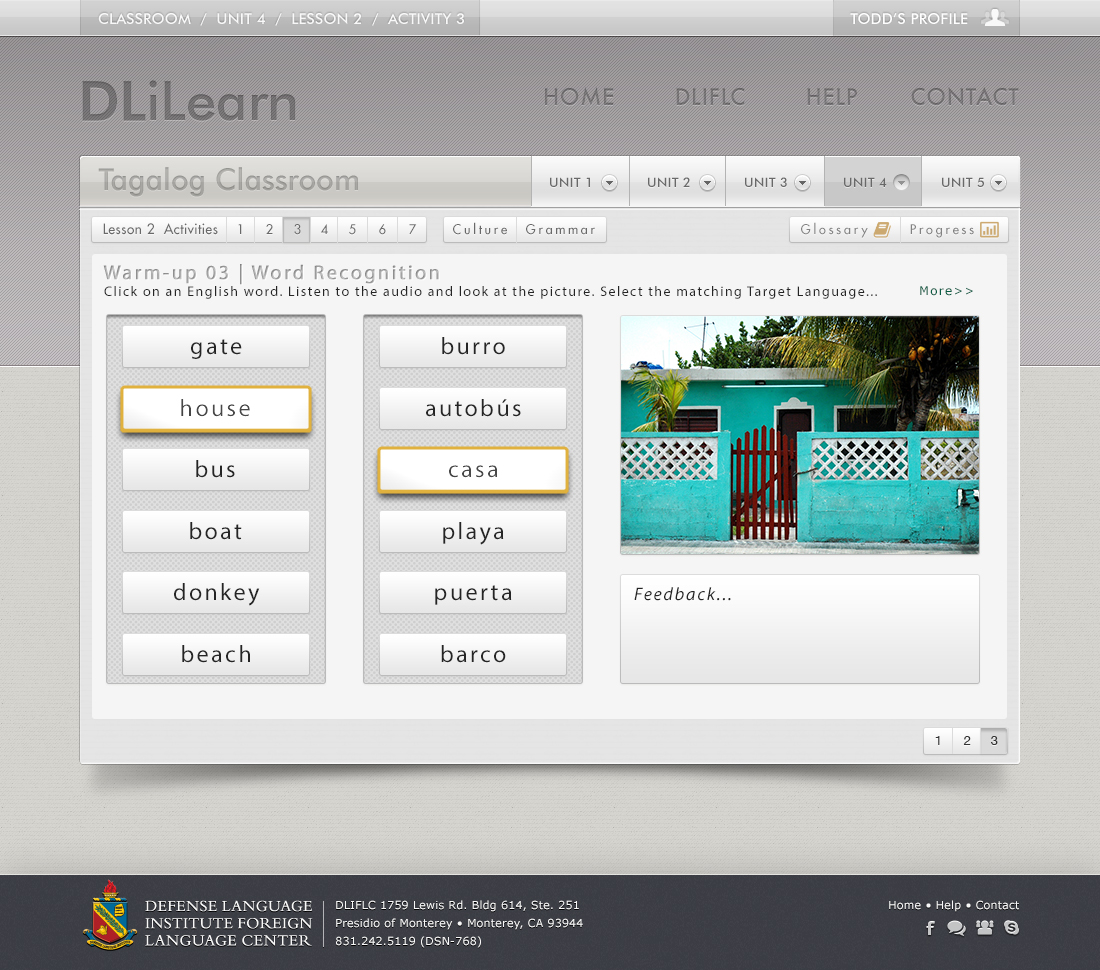 CLASSROOM / UNIT 4 / LESSON 2 / ACTIVITY 3
TODD'S PROFILE
DLiLearn
HOME DLIFLC HELP CONTACT
Tagalog Classroom
UNIT 1 UNIT 2 UNIT 3 UNIT 4 UNIT 5
Lesson 2 Activities 1 2 3 4 5 6 7
Culture Grammar
Glossary Progress
Warm-up 03 | Word Recognition
Click on an English word. Listen to the audio and look at the picture. Select the matching Target Language...
More>>
gate
house
bus
boat
donkey
beach
burro
autobús
casa
playa
puerta
barco
Feedback...
1 2 3
DEFENSE LANGUAGE
INSTITUTE FOREIGN
LANGUAGE CENTER
DLIFLC 1759 Lewis Rd. Bldg 614, Ste. 251
Presidio of Monterey • Monterey, CA 93944
831.242.5119 (DSN-768)
Home • Help • Contact